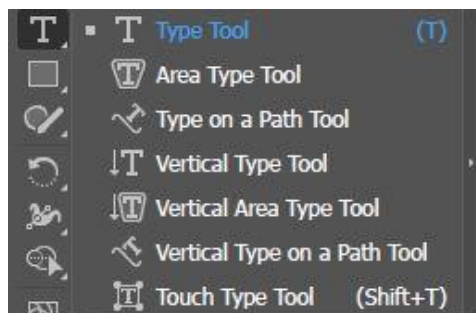 Type Tool (T)
Area Type Tool
Type on a Path Tool
Vertical Type Tool
Vertical Area Type Tool
Vertical Type on a Path Tool
Touch Type Tool (Shift+T)